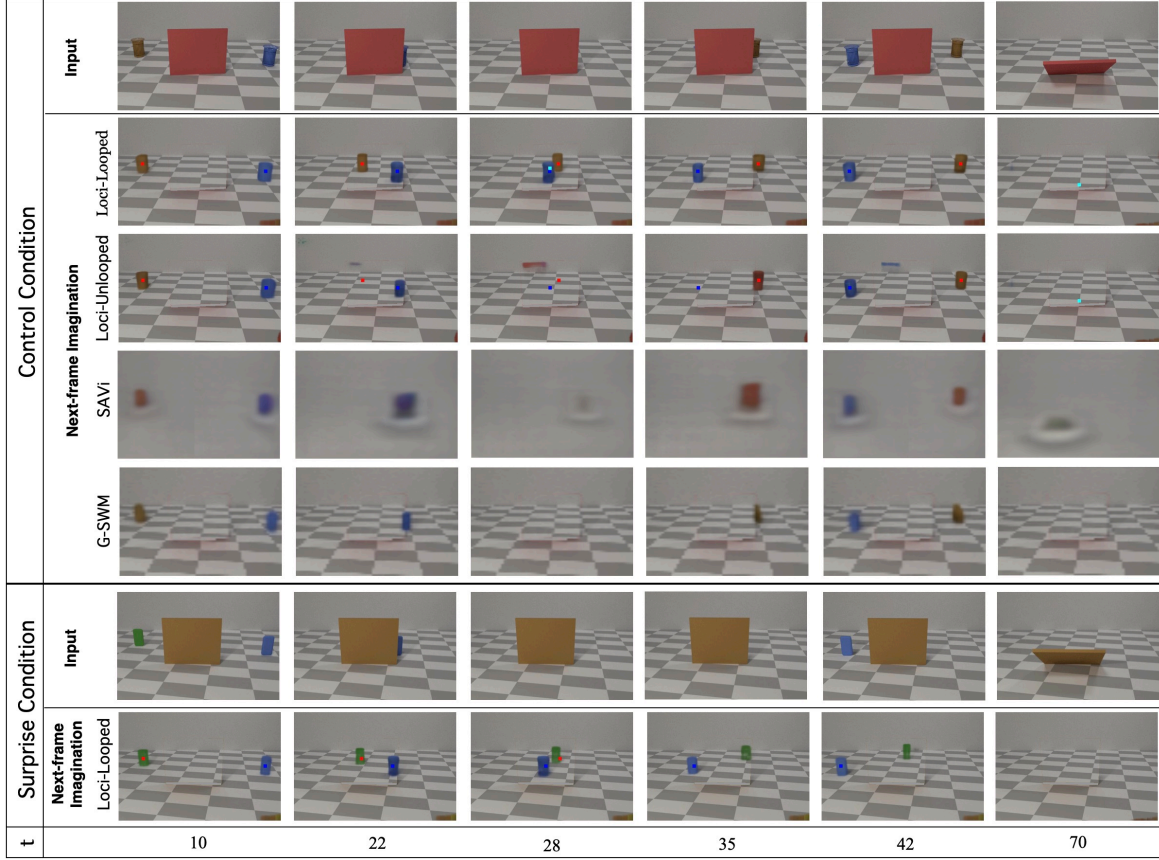 Control Condition
Input
Next-frame Imagination
Loci-Looped
Loci-Unlooped
SAVi
G-SWM
Surprise Condition
Input
Next-frame
Imagination
Loci-Looped
t 10 22 28 35 42 70